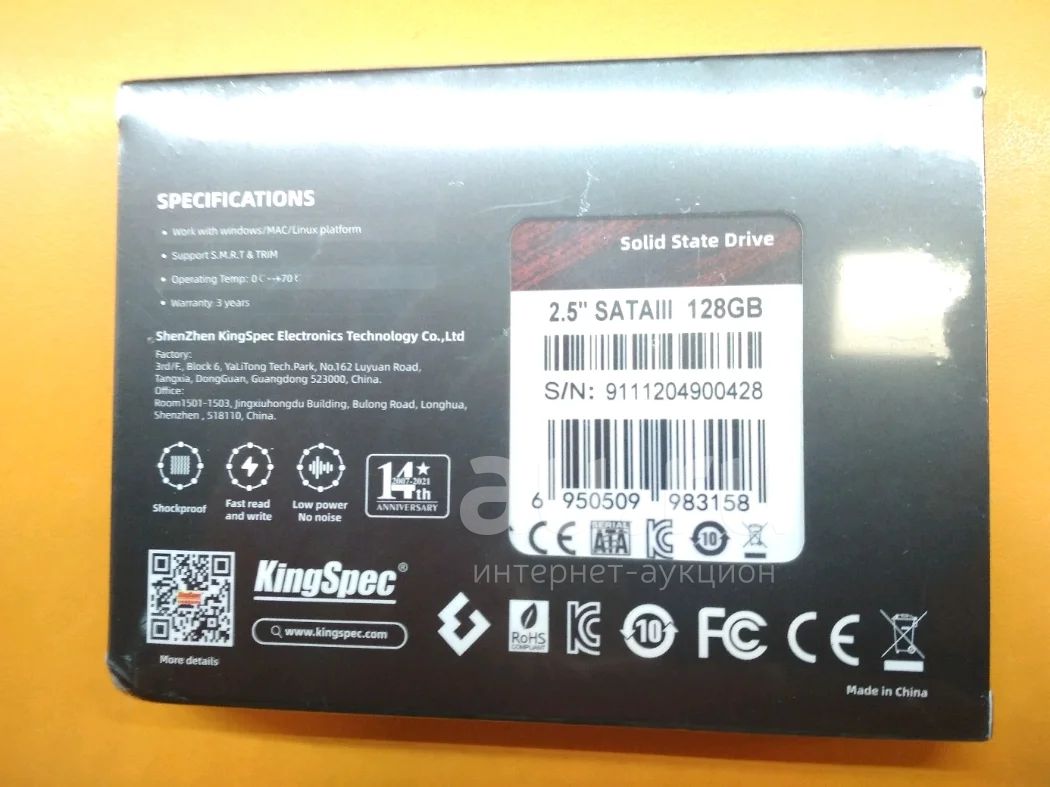 SPECIFICATIONS
• Work with windows/MAC/Linux platform
• Support S.M.R.T & TRIM
• Operating Temp: 0℃--+70℃
• Warranty 3 years
ShenZhen KingSpec Electronics Technology Co.,Ltd
Factory:
3rd/F., Block 6, YaLiTong Tech.Park, No.162 Luyuan Road,
Tangxia, DongGuan, Guangdong 523000, China.
Office:
Room1501-1503, Jingxiuhongdu Building, Bulong Road, Longhua,
Shenzhen , 518110, China.
Shockproof
Fast read
and write
Low power
No noise
14th
2007-2021
ANNIVERSARY
More details
KingSpec®
www.kingspec.com
Solid State Drive
2.5" SATAIII 128GB
S/N: 9111204900428
6 950509 983158
CE SERIAL ATA KC 10
интернет-аукцион
RoHS
COMPLIANT
KC 10 FC CE
Made in China